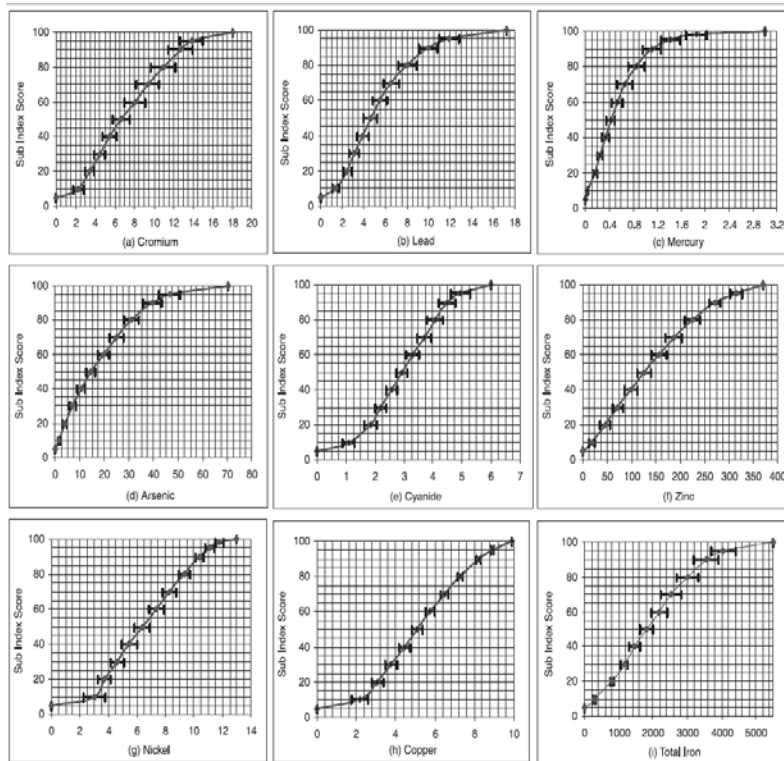 Sub Index Score
100
80
60
40
20
0
0 2 4 6 8 10 12 14 16 18 20
(a) Cromium
Sub Index Score
100
80
60
40
20
0
0 2 4 6 8 10 12 14 16 18
(b) Lead
Sub Index Score
100
80
60
40
20
0
0 0.4 0.8 1.2 1.6 2 2.4 2.8 3.2
(c) Mercury
Sub Index Score
100
80
60
40
20
0
0 10 20 30 40 50 60 70 80
(d) Arsenic
Sub Index Score
100
80
60
40
20
0
0 1 2 3 4 5 6 7
(e) Cyanide
Sub Index Score
100
80
60
40
20
0
0 50 100 150 200 250 300 350 400
(f) Zinc
Sub Index Score
100
80
60
40
20
0
0 2 4 6 8 10 12 14
(g) Nickel
Sub Index Score
100
80
60
40
20
0
0 2 4 6 8 10
(h) Copper
Sub Index Score
100
80
60
40
20
0
0 1000 2000 3000 4000 5000
(i) Total Iron